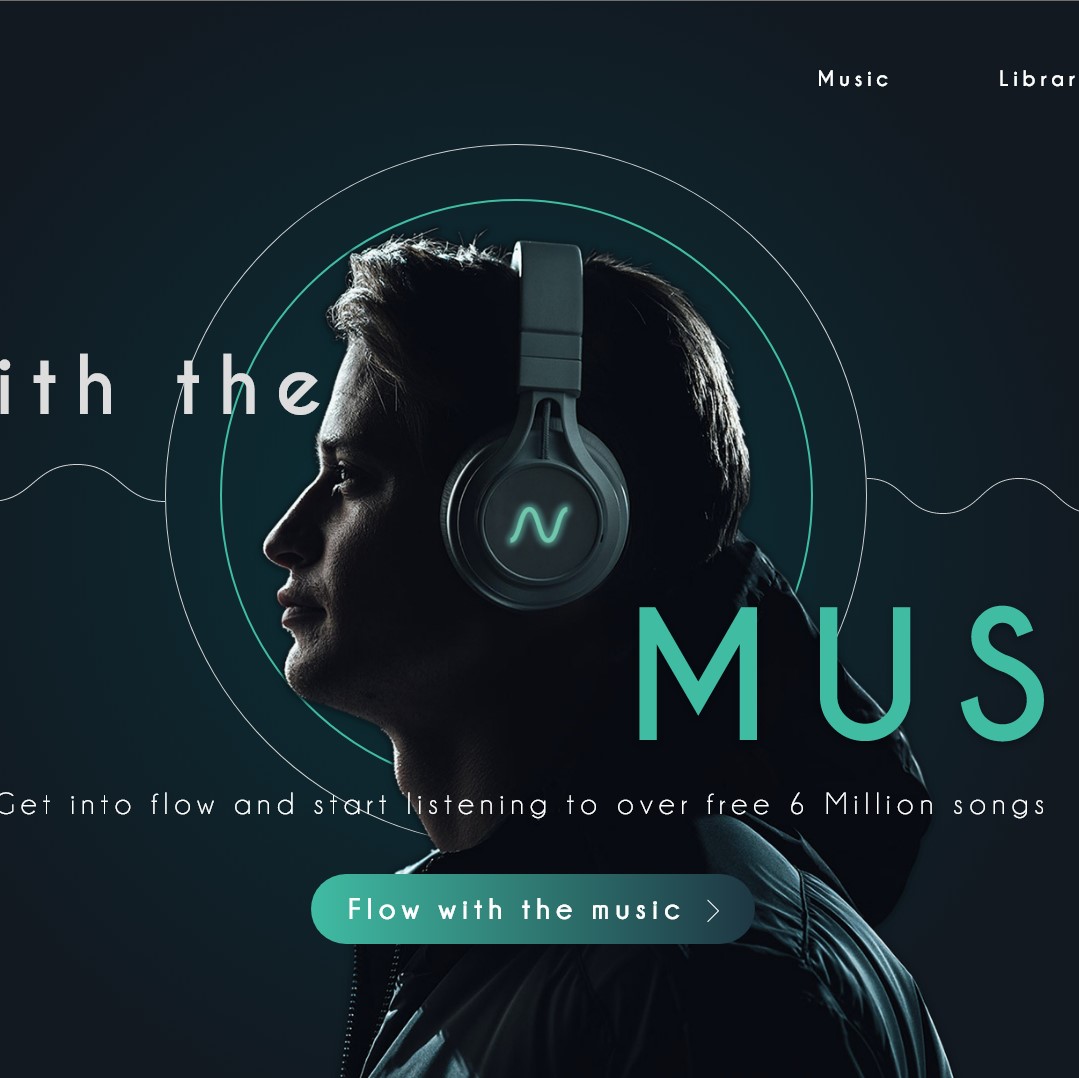 Music Librar
ith the
MUS
Get into flow and start listening to over free 6 Million songs
Flow with the music